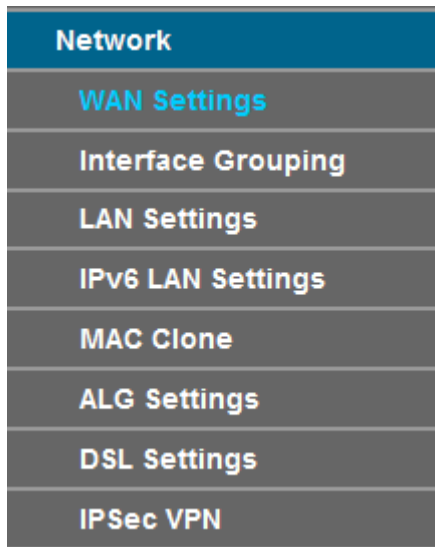 Network
WAN Settings
Interface Grouping
LAN Settings
IPv6 LAN Settings
MAC Clone
ALG Settings
DSL Settings
IPSec VPN